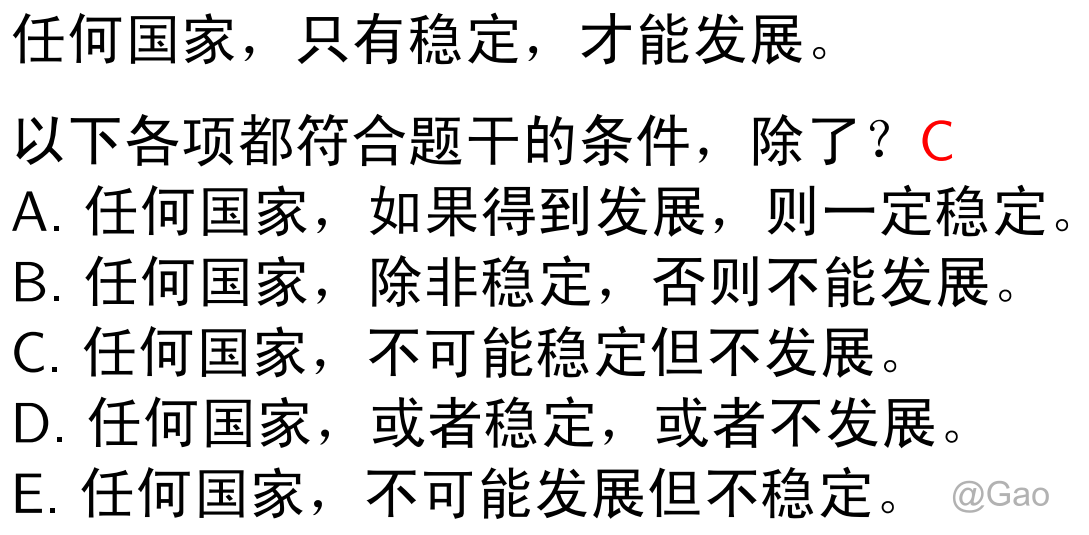 任何国家，只有稳定，才能发展。
以下各项都符合题干的条件，除了？C
A. 任何国家，如果得到发展，则一定稳定。
B. 任何国家，除非稳定，否则不能发展。
C. 任何国家，不可能稳定但不发展。
D. 任何国家，或者稳定，或者不发展。
E. 任何国家，不可能发展但不稳定。 @Gao